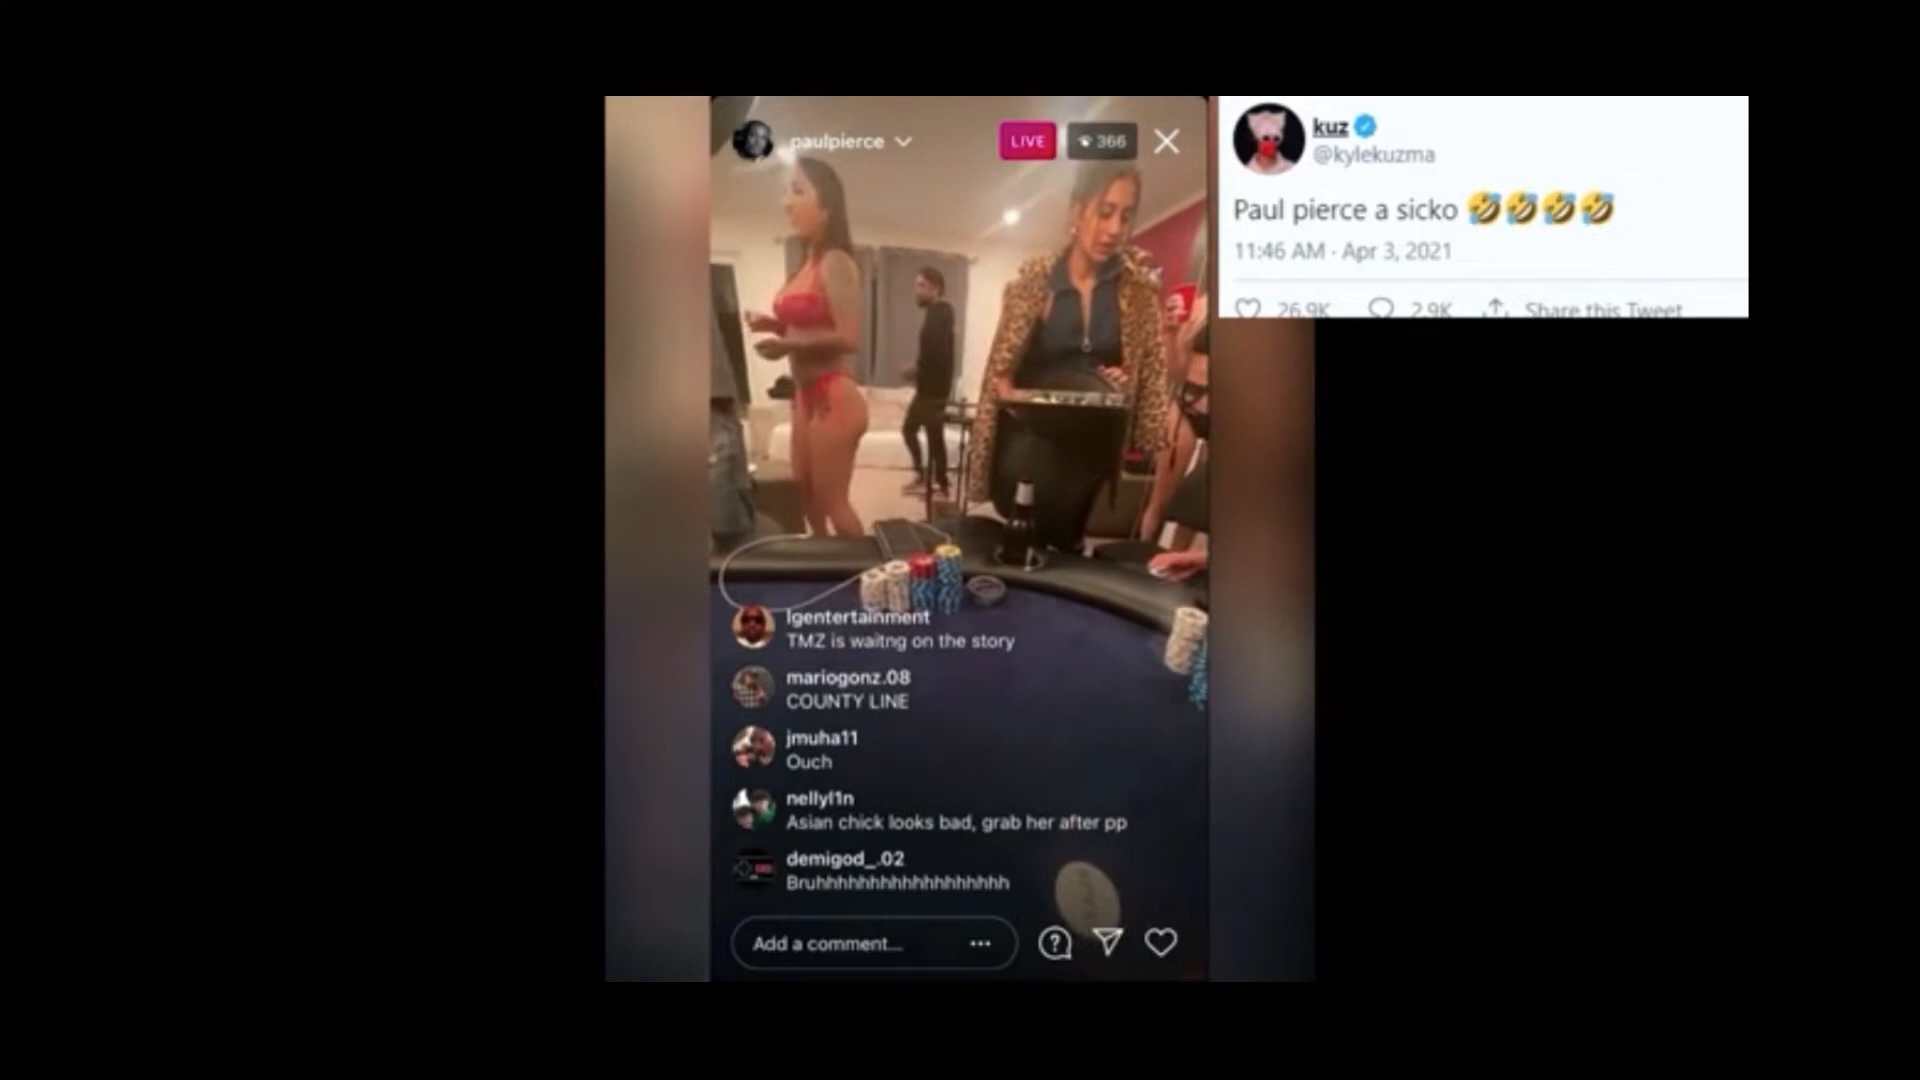 paulpierce
LIVE
366
lgentertainment
TMZ is waitng on the story
mariogonz.08
COUNTY LINE
jmuha11
Ouch
nellyl1n
Asian chick looks bad, grab her after pp
demigod_.02
Bruhhhhhhhhhhhhhhhhhhh
Add a comment...
kuz
@kylekuzma
Paul pierce a sicko 🤣🤣🤣🤣
11:46 AM · Apr 3, 2021
26.9K 2.9K Share this Tweet